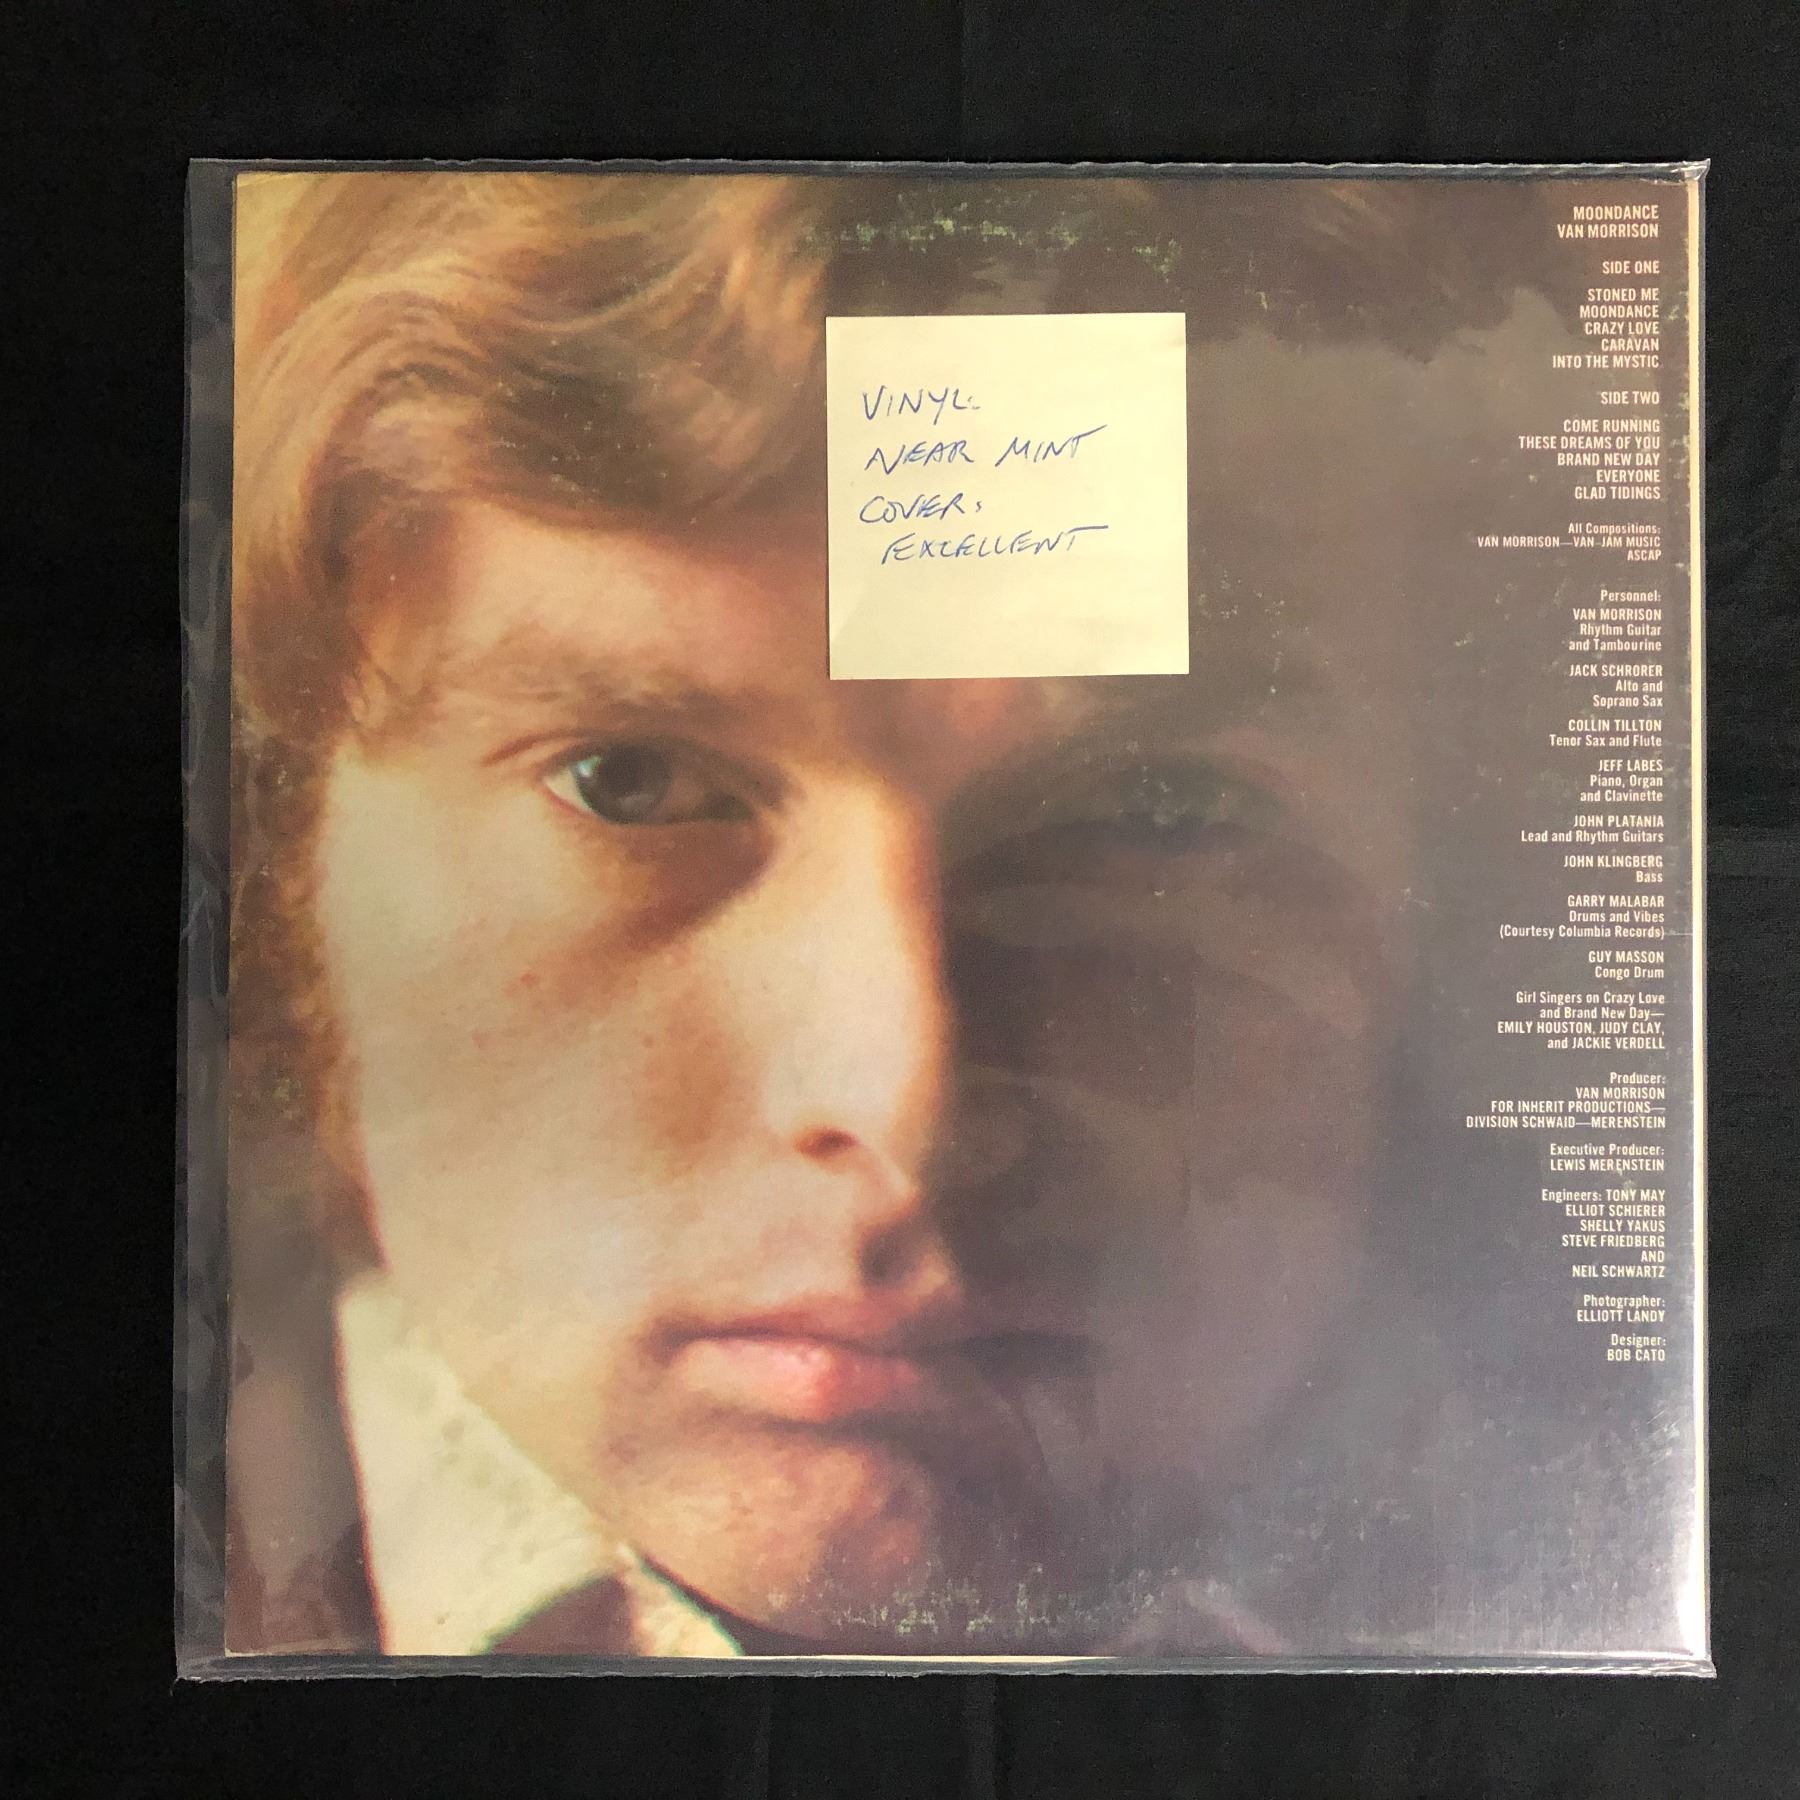 VINYL:
NEAR MINT
COVER:
EXCELLENT
MOONDANCE
VAN MORRISON
SIDE ONE
STONED ME
MOONDANCE
CRAZY LOVE
CARAVAN
INTO THE MYSTIC
SIDE TWO
COME RUNNING
THESE DREAMS OF YOU
BRAND NEW DAY
EVERYONE
GLAD TIDINGS
All Compositions:
VAN MORRISON—VAN-JAM MUSIC
ASCAP
Personnel:
VAN MORRISON
Rhythm Guitar
and Tambourine
JACK SCHRORER
Alto and
Soprano Sax
COLLIN TILLTON
Tenor Sax and Flute
JEFF LABES
Piano, Organ
and Clavinette
JOHN PLATANIA
Lead and Rhythm Guitars
JOHN KLINGBERG
Bass
GARRY MALABAR
Drums and Vibes
(Courtesy Columbia Records)
GUY MASSON
Congo Drum
Girl Singers on Crazy Love
and Brand New Day—
EMILY HOUSTON, JUDY CLAY,
and JACKIE VERDELL
Producer:
VAN MORRISON
FOR INHERIT PRODUCTIONS—
DIVISION SCHWAID—MERENSTEIN
Executive Producer:
LEWIS MERENSTEIN
Engineers: TONY MAY
ELLIOT SCHIERER
SHELLY YAKUS
STEVE FRIEDBERG
AND
NEIL SCHWARTZ
Photographer:
ELLIOTT LANDY
Designer:
BOB CATO